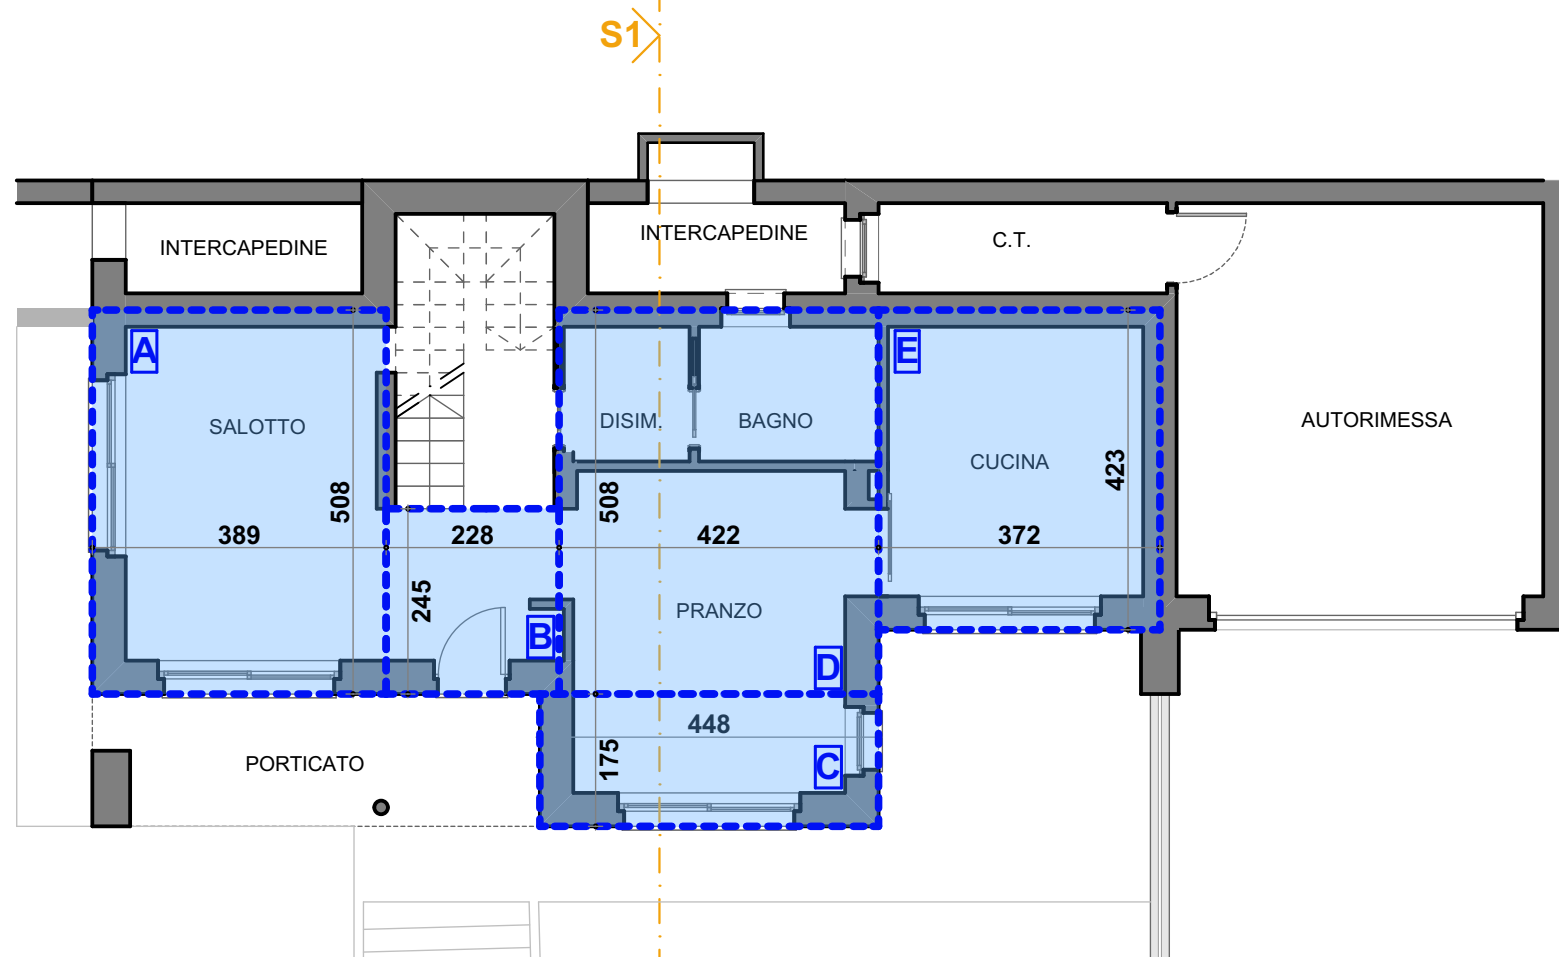 S1
INTERCAPEDINE
INTERCAPEDINE
C.T.
A
E
SALOTTO
DISIM.
BAGNO
AUTORIMESSA
CUCINA
423
508
508
389
228
422
372
245
PRANZO
B
D
448
175
C
PORTICATO